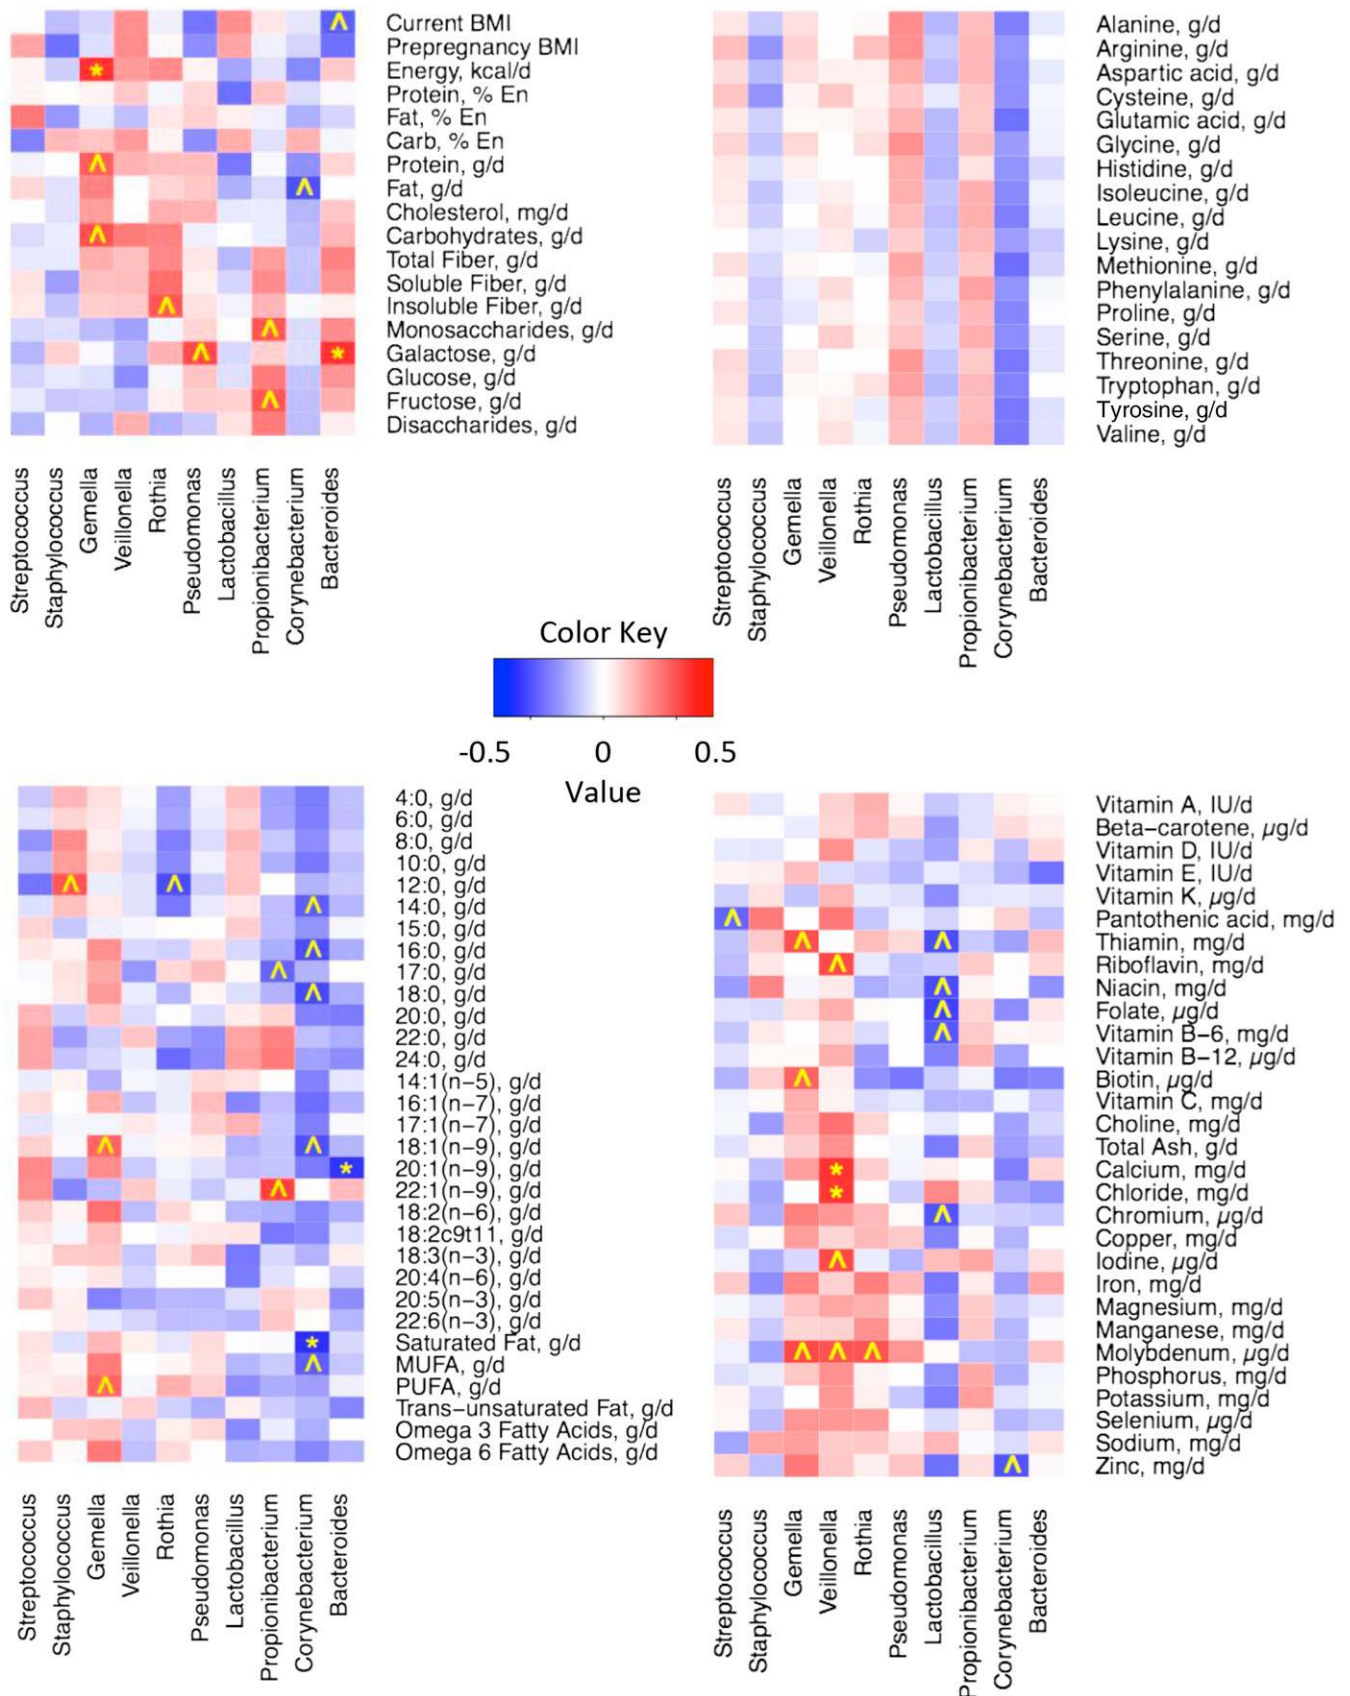 Current BMI
Prepregnancy BMI
Energy, kcal/d
Protein, % En
Fat, % En
Carb, % En
Protein, g/d
Fat, g/d
Cholesterol, mg/d
Carbohydrates, g/d
Total Fiber, g/d
Soluble Fiber, g/d
Insoluble Fiber, g/d
Monosaccharids, g/d
Galactose, g/d
Glucose, g/d
Fructose, g/d
Disaccharides, g/d
Streptococcus
Staphylococcus
Gemella
Veillonella
Rothia
Pseudomonas
Lactobacillus
Propionibacterium
Corynebacterium
Bacteroides
Alanine, g/d
Arginine, g/d
Aspartic acid, g/d
Cysteine, g/d
Glutamic acid, g/d
Glycine, g/d
Histidine, g/d
Isoleucine, g/d
Leucine, g/d
Lysine, g/d
Methionine, g/d
Phenylalanine, g/d
Proline, g/d
Serine, g/d
Threonine, g/d
Tryptophan, g/d
Tyrosine, g/d
Valine, g/d
Streptococcus
Staphylococcus
Gemella
Veillonella
Rothia
Pseudomonas
Lactobacillus
Propionibacterium
Corynebacterium
Bacteroides
Color Key
-0.5 0 0.5
Value
4:0, g/d
6:0, g/d
8:0, g/d
10:0, g/d
12:0, g/d
14:0, g/d
15:0, g/d
16:0, g/d
17:0, g/d
18:0, g/d
20:0, g/d
22:0, g/d
24:0, g/d
14:1(n−5), g/d
16:1(n−7), g/d
17:1(n−7), g/d
18:1(n−9), g/d
20:1(n−9), g/d
22:1(n−9), g/d
18:2(n−6), g/d
18:2c9t11, g/d
18:3(n−3), g/d
20:4(n−6), g/d
20:5(n−3), g/d
22:6(n−3), g/d
Saturated Fat, g/d
MUFA, g/d
PUFA, g/d
Trans−unsaturated Fat, g/d
Omega 3 Fatty Acids, g/d
Omega 6 Fatty Acids, g/d
Streptococcus
Staphylococcus
Gemella
Veillonella
Rothia
Pseudomonas
Lactobacillus
Propionibacterium
Corynebacterium
Bacteroides
Vitamin A, IU/d
Beta−carotene, µg/d
Vitamin D, IU/d
Vitamin E, IU/d
Vitamin K, µg/d
Pantothenic acid, mg/d
Thiamin, mg/d
Riboflavin, mg/d
Niacin, mg/d
Folate, µg/d
Vitamin B−6, mg/d
Vitamin B−12, µg/d
Biotin, µg/d
Vitamin C, mg/d
Choline, mg/d
Total Ash, g/d
Calcium, mg/d
Chloride, mg/d
Chromium, µg/d
Copper, mg/d
Iodine, µg/d
Iron, mg/d
Magnesium, mg/d
Manganese, mg/d
Molybdenum, µg/d
Phosphorus, mg/d
Potassium, mg/d
Selenium, µg/d
Sodium, mg/d
Zinc, mg/d
Streptococcus
Staphylococcus
Gemella
Veillonella
Rothia
Pseudomonas
Lactobacillus
Propionibacterium
Corynebacterium
Bacteroides